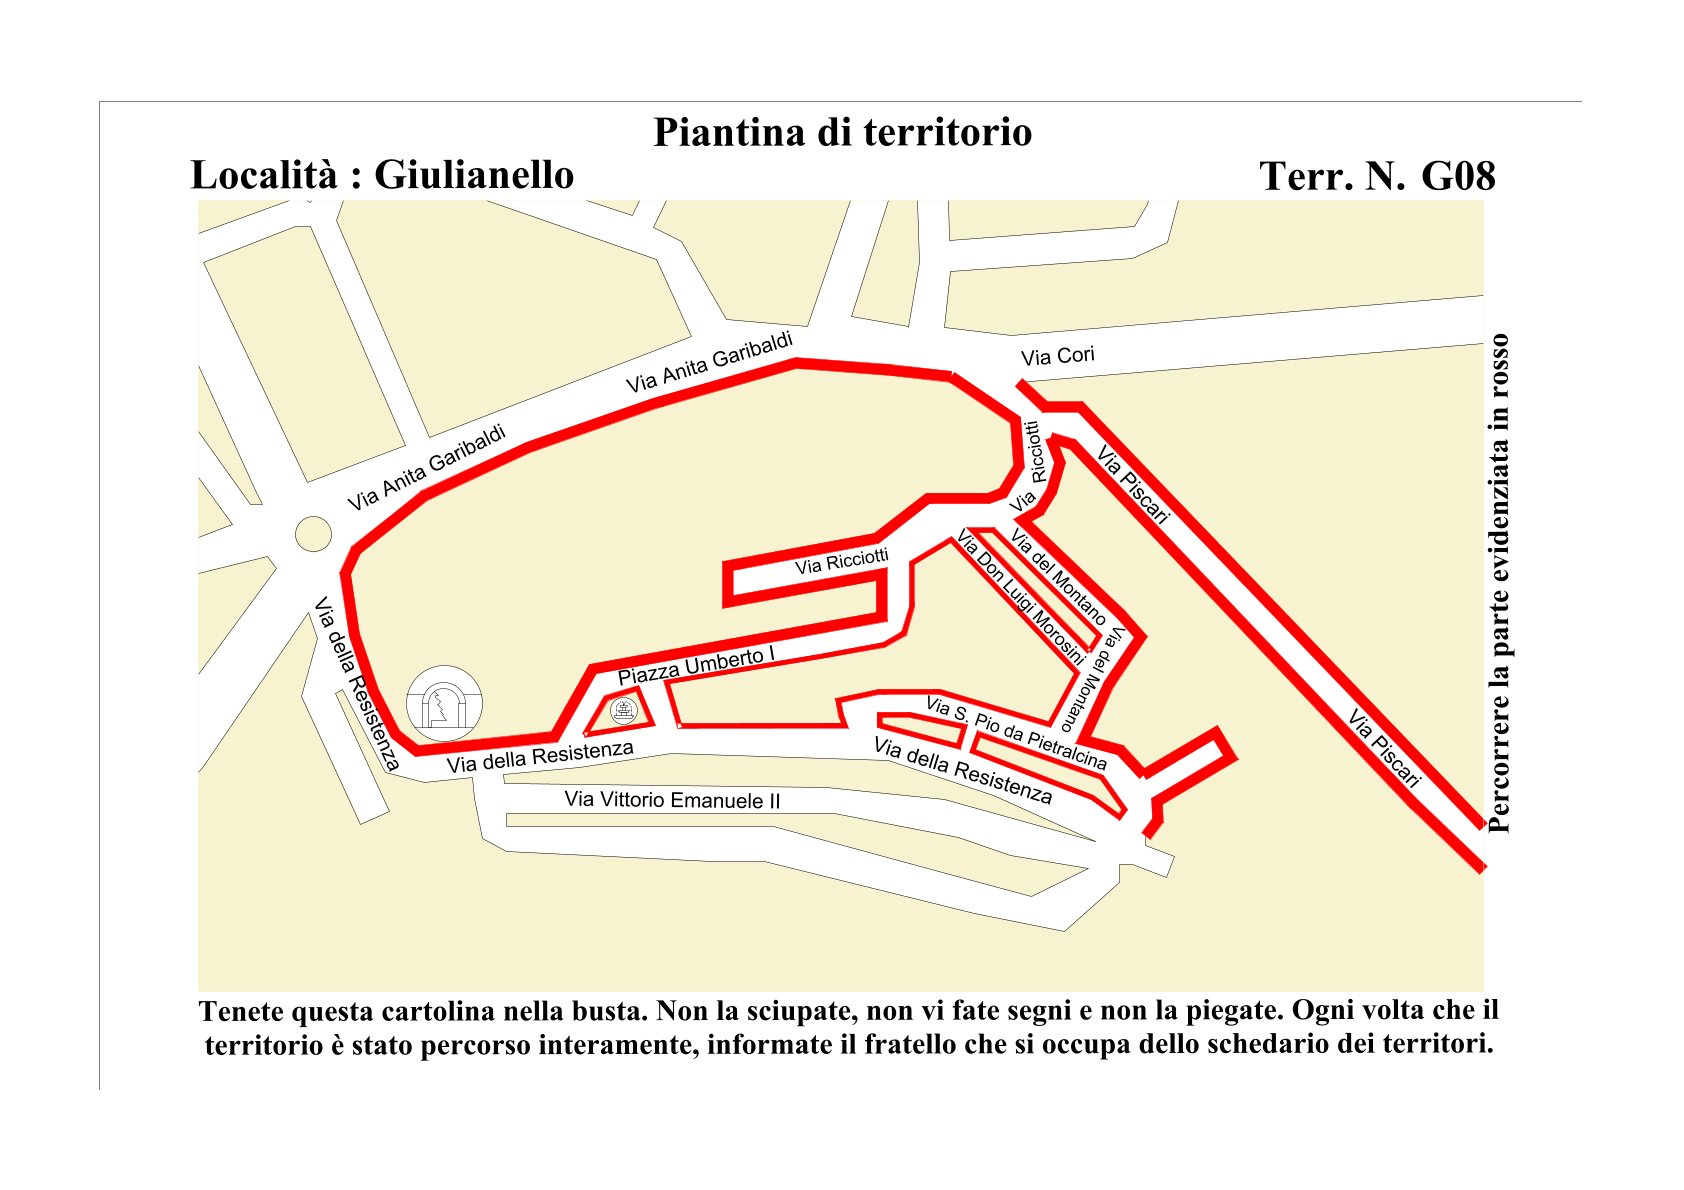 Piantina di territorio
Località : Giulianello
Terr. N. G08
Via Cori
Via Anita Garibaldi
Via Anita Garibaldi
Via Ricciotti
Via Piscari
Via Ricciotti
Via del Montano
Via Don Luigi Morosini
Via della Resistenza
Via del Montano
Piazza Umberto I
Via S. Pio da Pietralcina
Via Piscari
Via della Resistenza
Via della Resistenza
Via Vittorio Emanuele II
Percorrere la parte evidenziata in rosso
Tenete questa cartolina nella busta. Non la sciupate, non vi fate segni e non la piegate. Ogni volta che il
territorio è stato percorso interamente, informate il fratello che si occupa dello schedario dei territori.